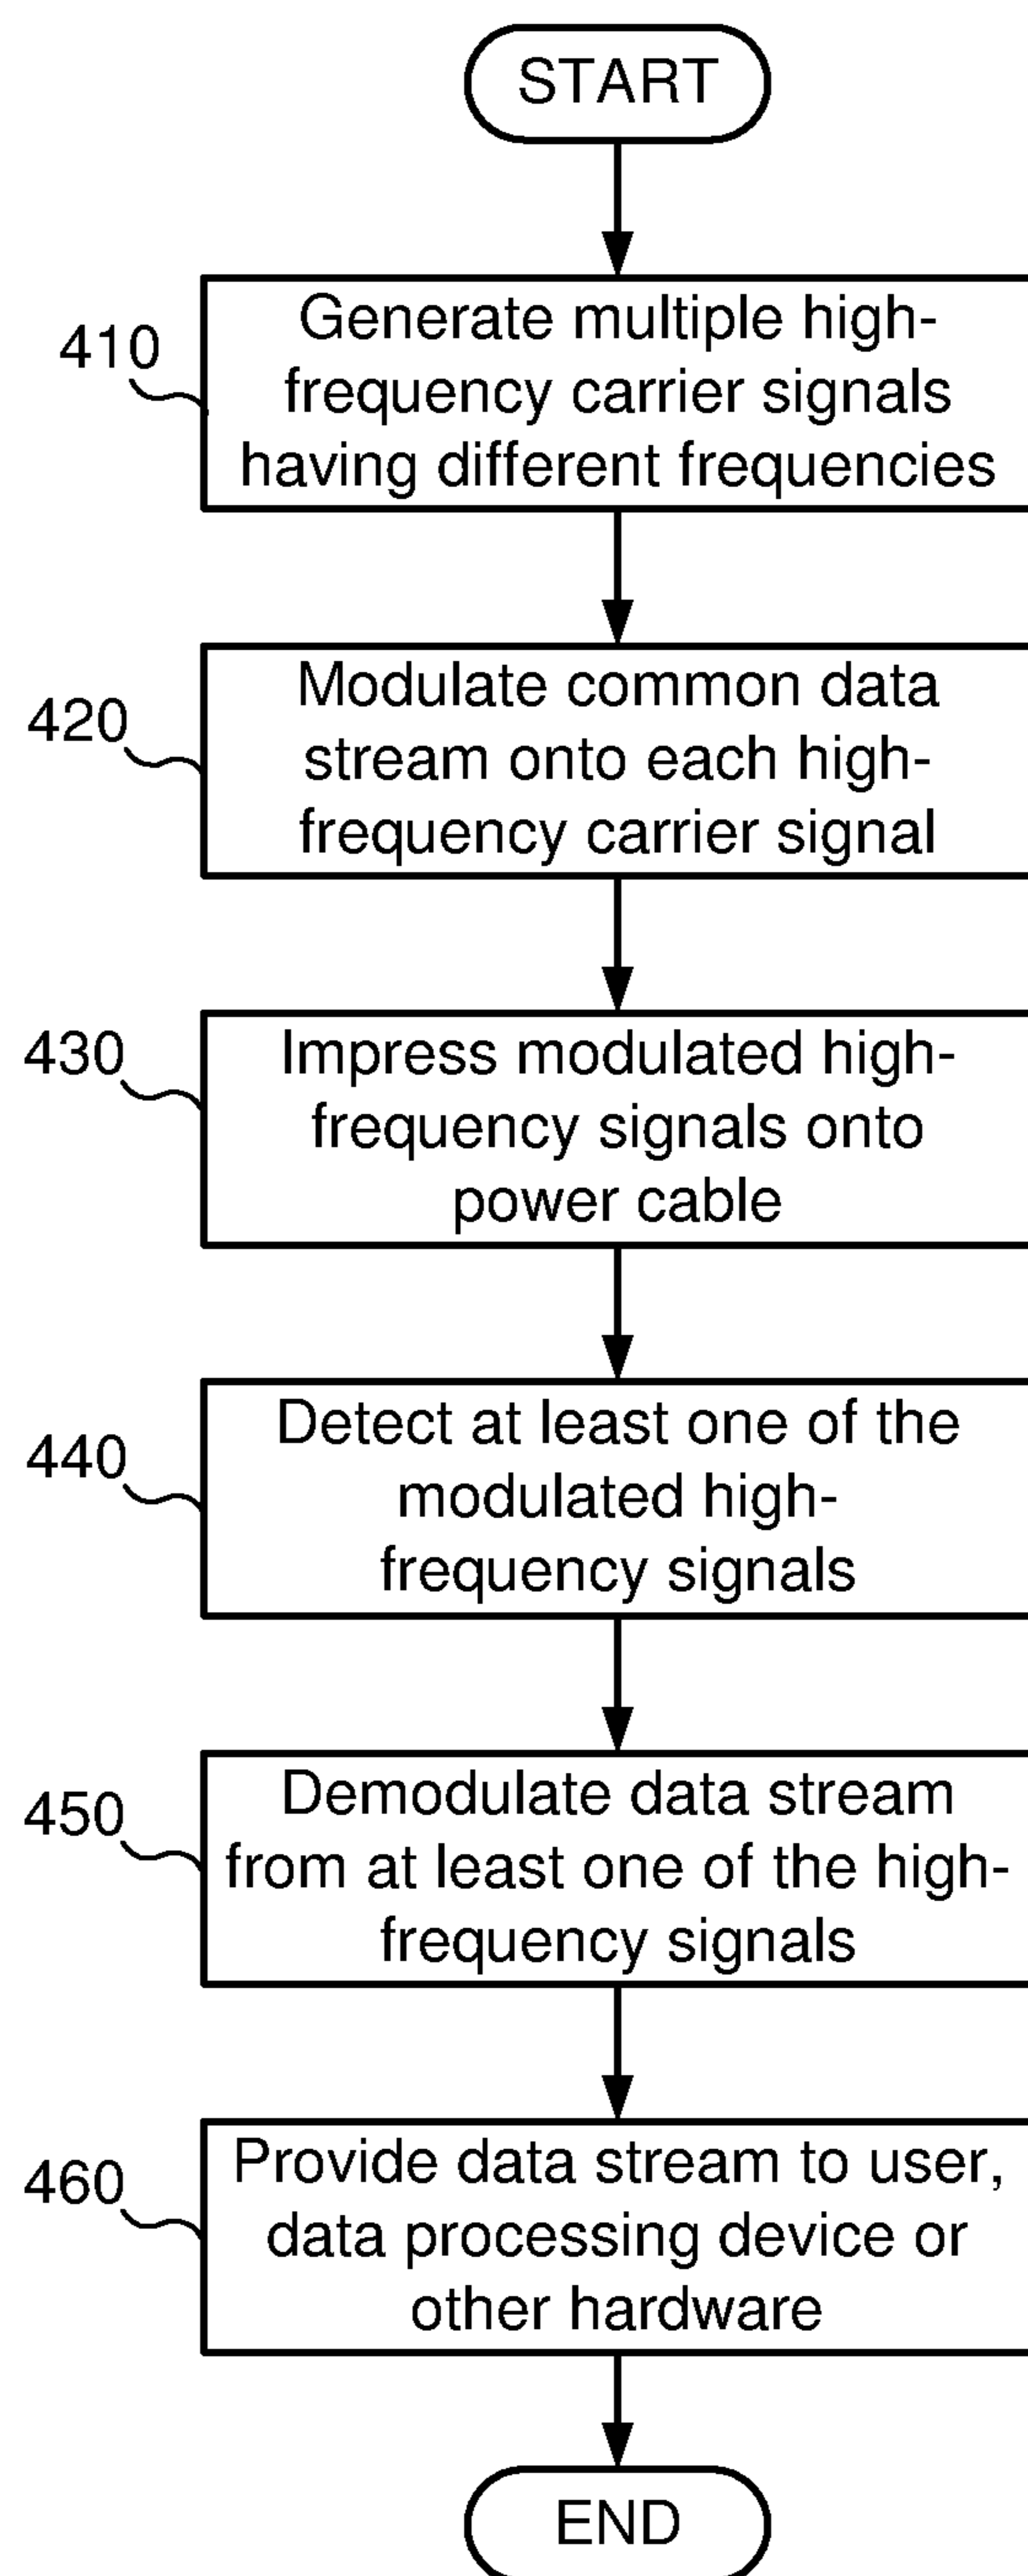 START
410
Generate multiple high-
frequency carrier signals
having different frequencies
420
Modulate common data
stream onto each high-
frequency carrier signal
430
Impress modulated high-
frequency signals onto
power cable
440
Detect at least one of the
modulated high-
frequency signals
450
Demodulate data stream
from at least one of the high-
frequency signals
460
Provide data stream to user,
data processing device or
other hardware
END